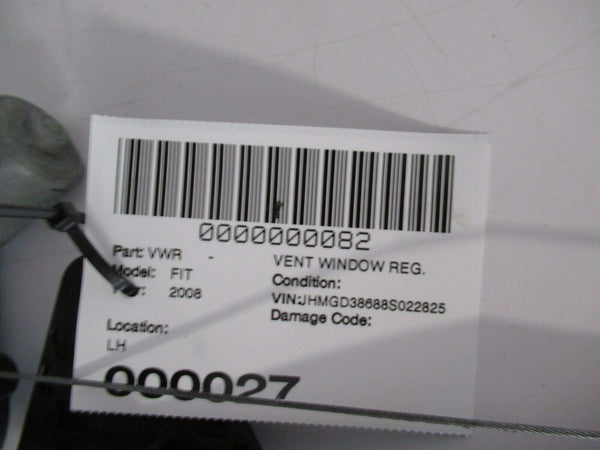 0000000082
Part: VWR - VENT WINDOW REG.
Model: FIT Condition:
2008 VIN:JHMGD38688S022825
Damage Code:
Location:
LH
000027